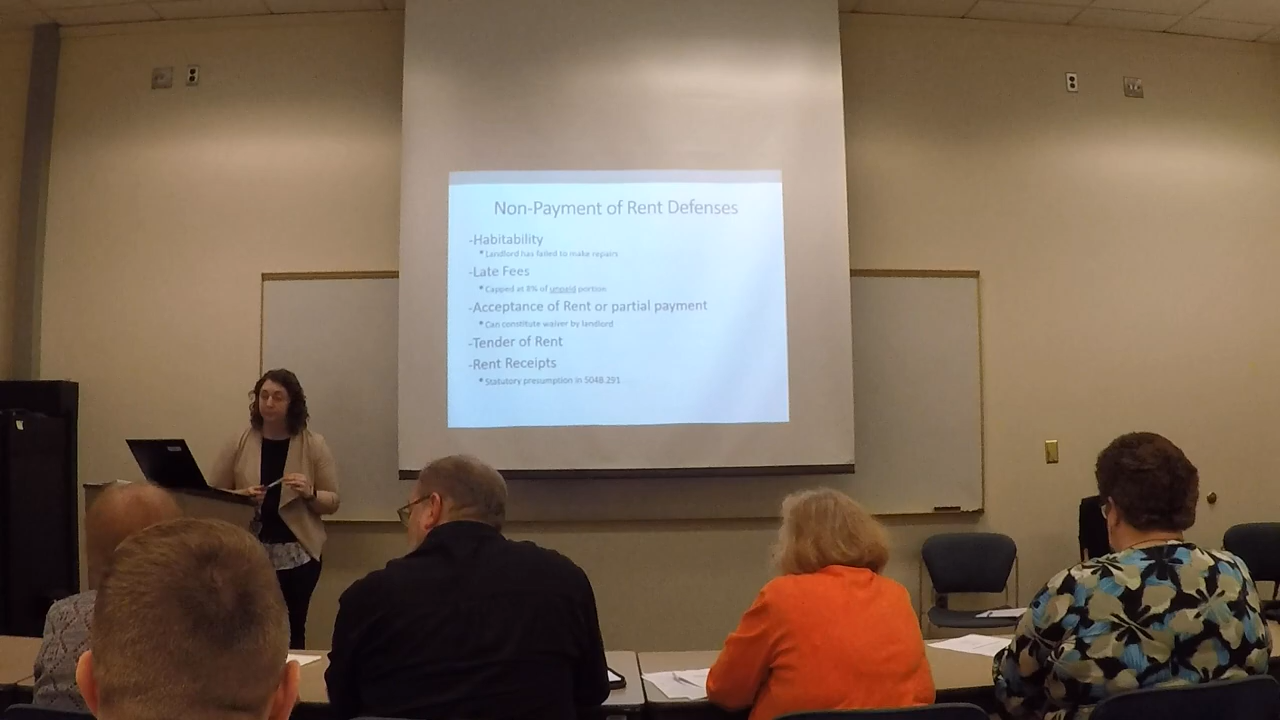 Non-Payment of Rent Defenses
-Habitability
Landlord has failed to make repairs
-Late Fees
Capped at 8% of unpaid portion
-Acceptance of Rent or partial payment
Can constitute waiver by landlord
-Tender of Rent
-Rent Receipts
Statutory presumption in 504B.291